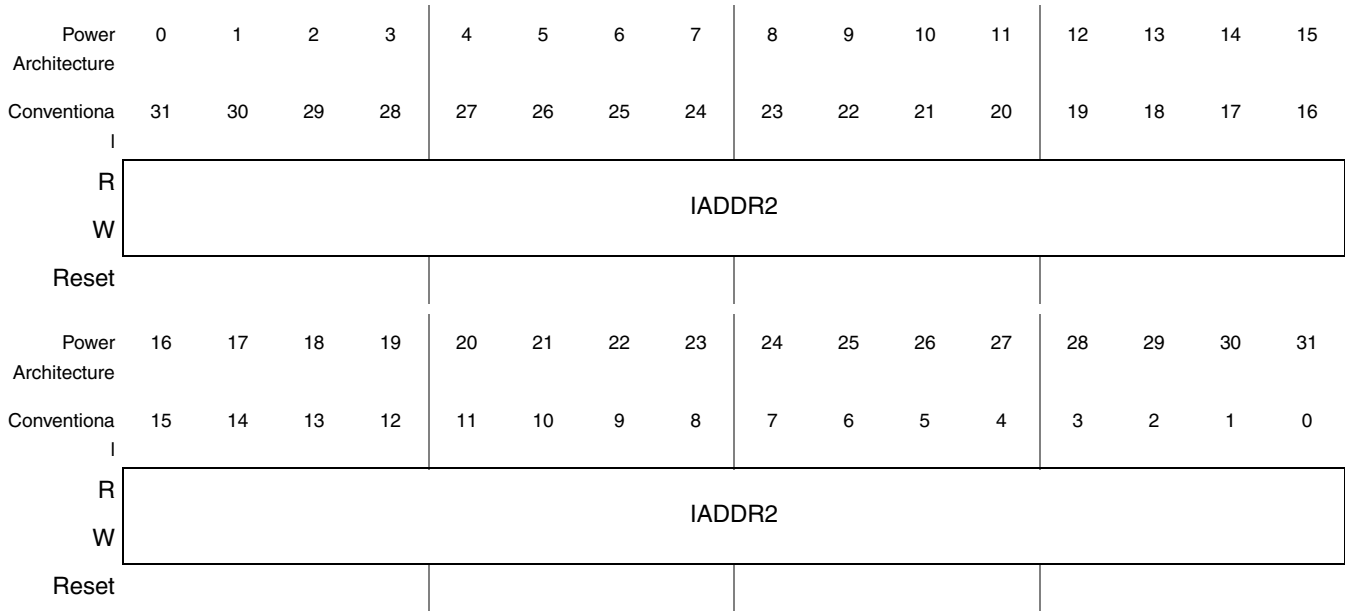 Power 0 1 2 3 4 5 6 7 8 9 10 11 12 13 14 15
Architecture
Conventiona 31 30 29 28 27 26 25 24 23 22 21 20 19 18 17 16
l
R
IADDR2
W
Reset
Power 16 17 18 19 20 21 22 23 24 25 26 27 28 29 30 31
Architecture
Conventiona 15 14 13 12 11 10 9 8 7 6 5 4 3 2 1 0
l
R
IADDR2
W
Reset